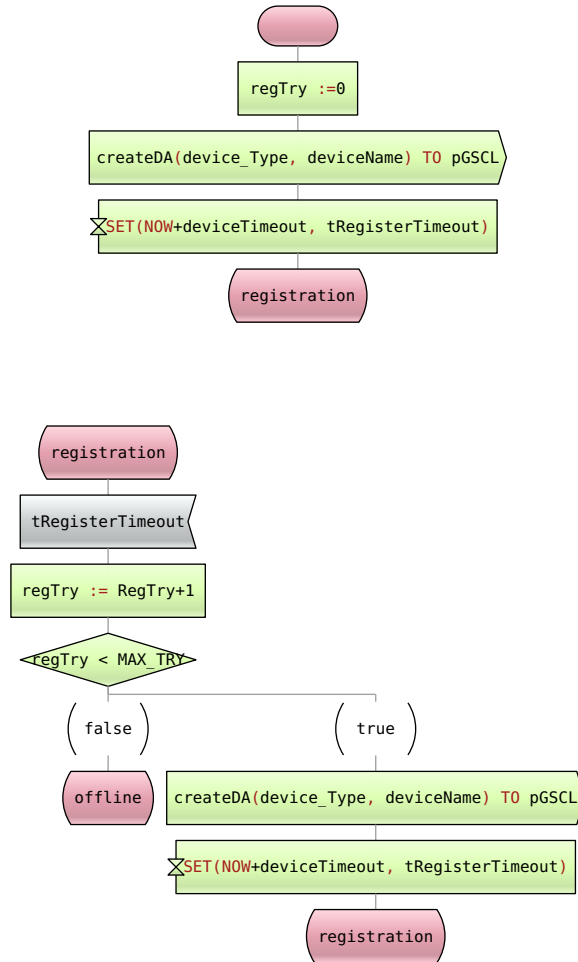 regTry :=0
createDA(device_Type, deviceName) TO pGSCL
SET(NOW+deviceTimeout, tRegisterTimeout)
registration
registration
tRegisterTimeout
regTry := RegTry+1
regTry < MAX_TRY
false
true
offline
createDA(device_Type, deviceName) TO pGSCL
SET(NOW+deviceTimeout, tRegisterTimeout)
registration